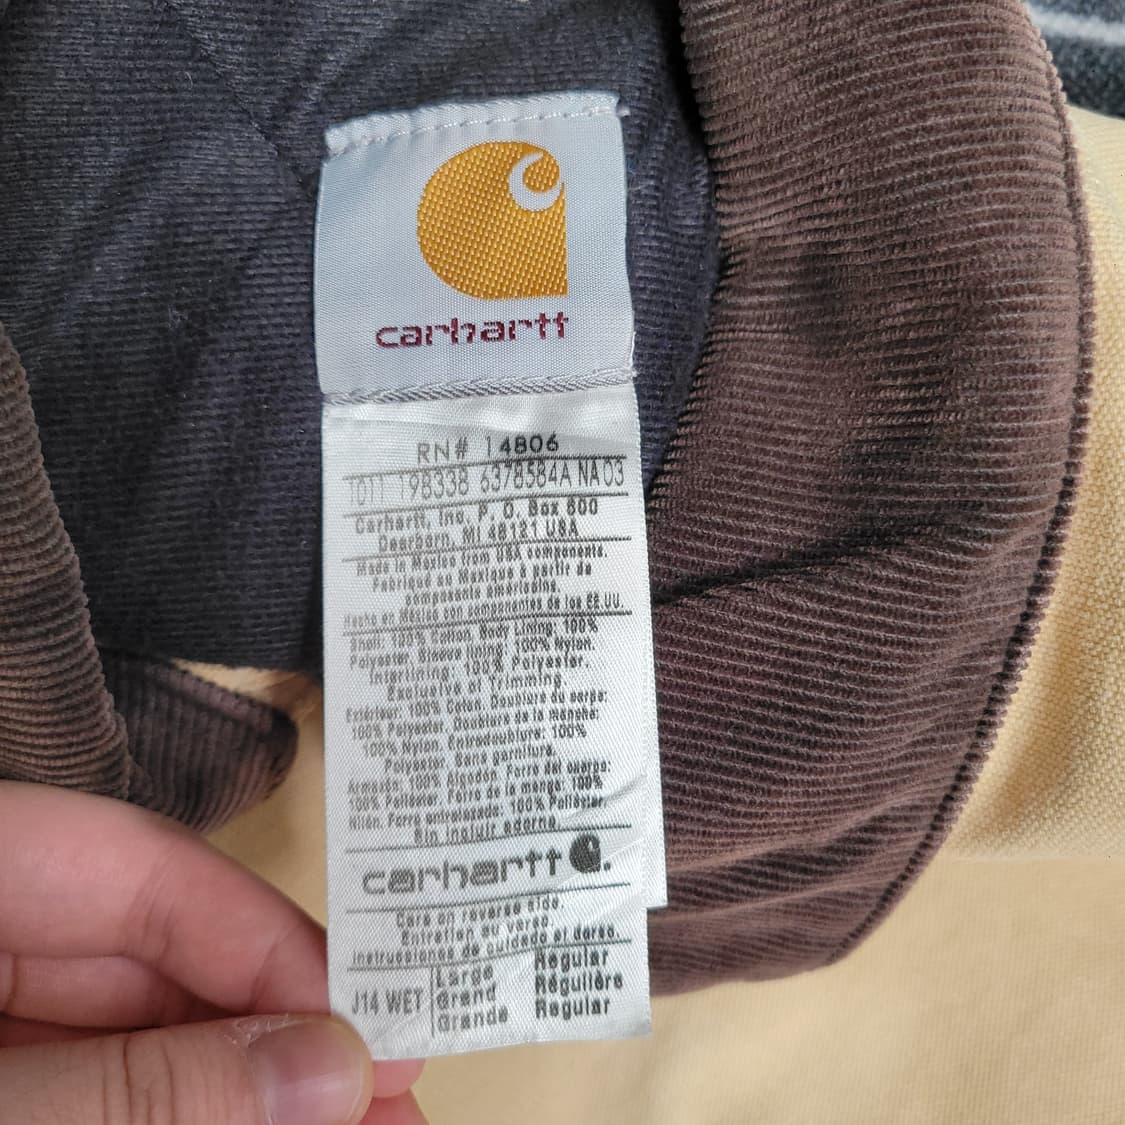 carhartt
RN# 14806
1011 198338 6378584A NA03
Carhartt, Inc. P. O. Box 600
Dearborn, MI 48121 USA
Made in Mexico from USA components.
Fabriqué au Mexique à partir de
composants américains.
Hecho en México con componentes de los EE.UU.
Shell: 100% Cotton. Body Lining: 100%
Polyester. Sleeve Lining: 100% Nylon.
Interlining: 100% Polyester.
Exclusive of Trimming
Extérieur: 100% Coton. Doublure du corps:
100% Polyester. Doublure de la manche:
100% Nylon. Entredoublure: 100%
Polyester. Sans garniture.
100% Algodón. Forro del cuerpo:
100% Poliéster. Forro de la manga: 100%
Nilón. Forro 100% Poliéster.
Sin incluir adorno.
carhartt
Care on reverse side.
Entretien au verso.
Instrucciones de cuidado al dorso.
J14 WET
Large Regular
Grand Régulière
Grande Regular